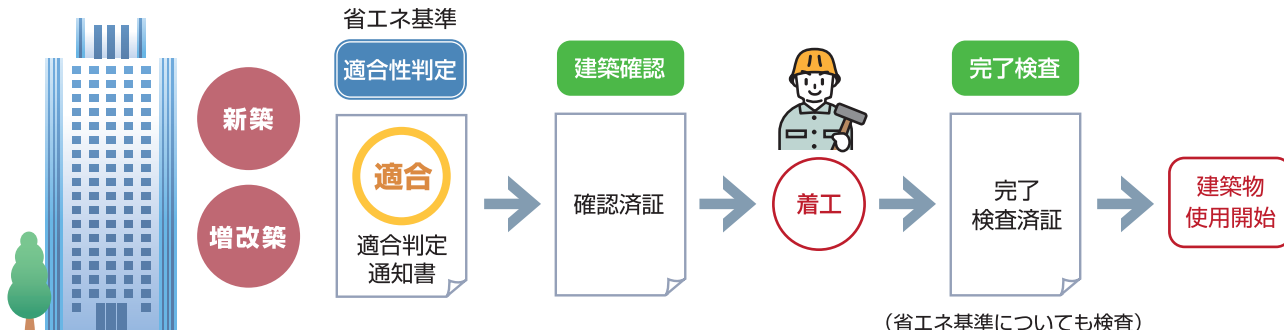 新築
増改築
省エネ基準
適合性判定
適合
適合判定
通知書
建築確認
確認済証
着工
完了検査
完了
検査済証
（省エネ基準についても検査）
建築物
使用開始